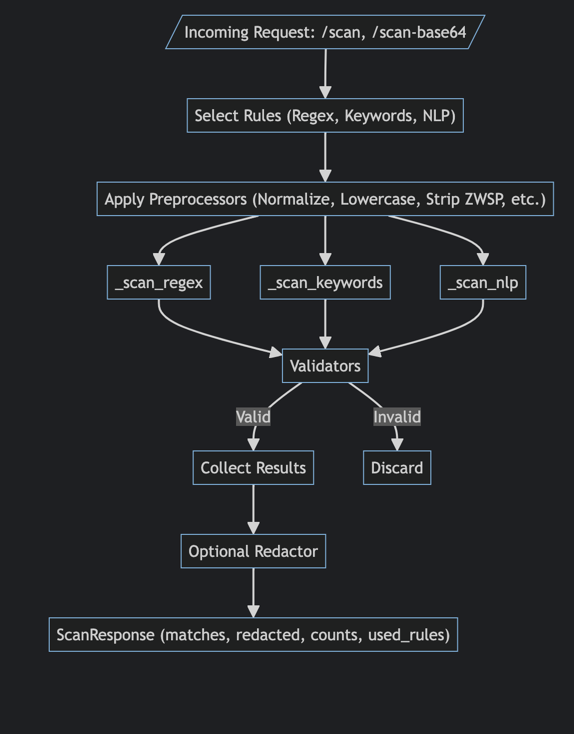 Incoming Request: /scan, /scan-base64
Select Rules (Regex, Keywords, NLP)
Apply Preprocessors (Normalize, Lowercase, Strip ZWSP, etc.)
_scan_regex
_scan_keywords
_scan_nlp
Validators
Valid
Invalid
Collect Results
Discard
Optional Redactor
ScanResponse (matches, redacted, counts, used_rules)